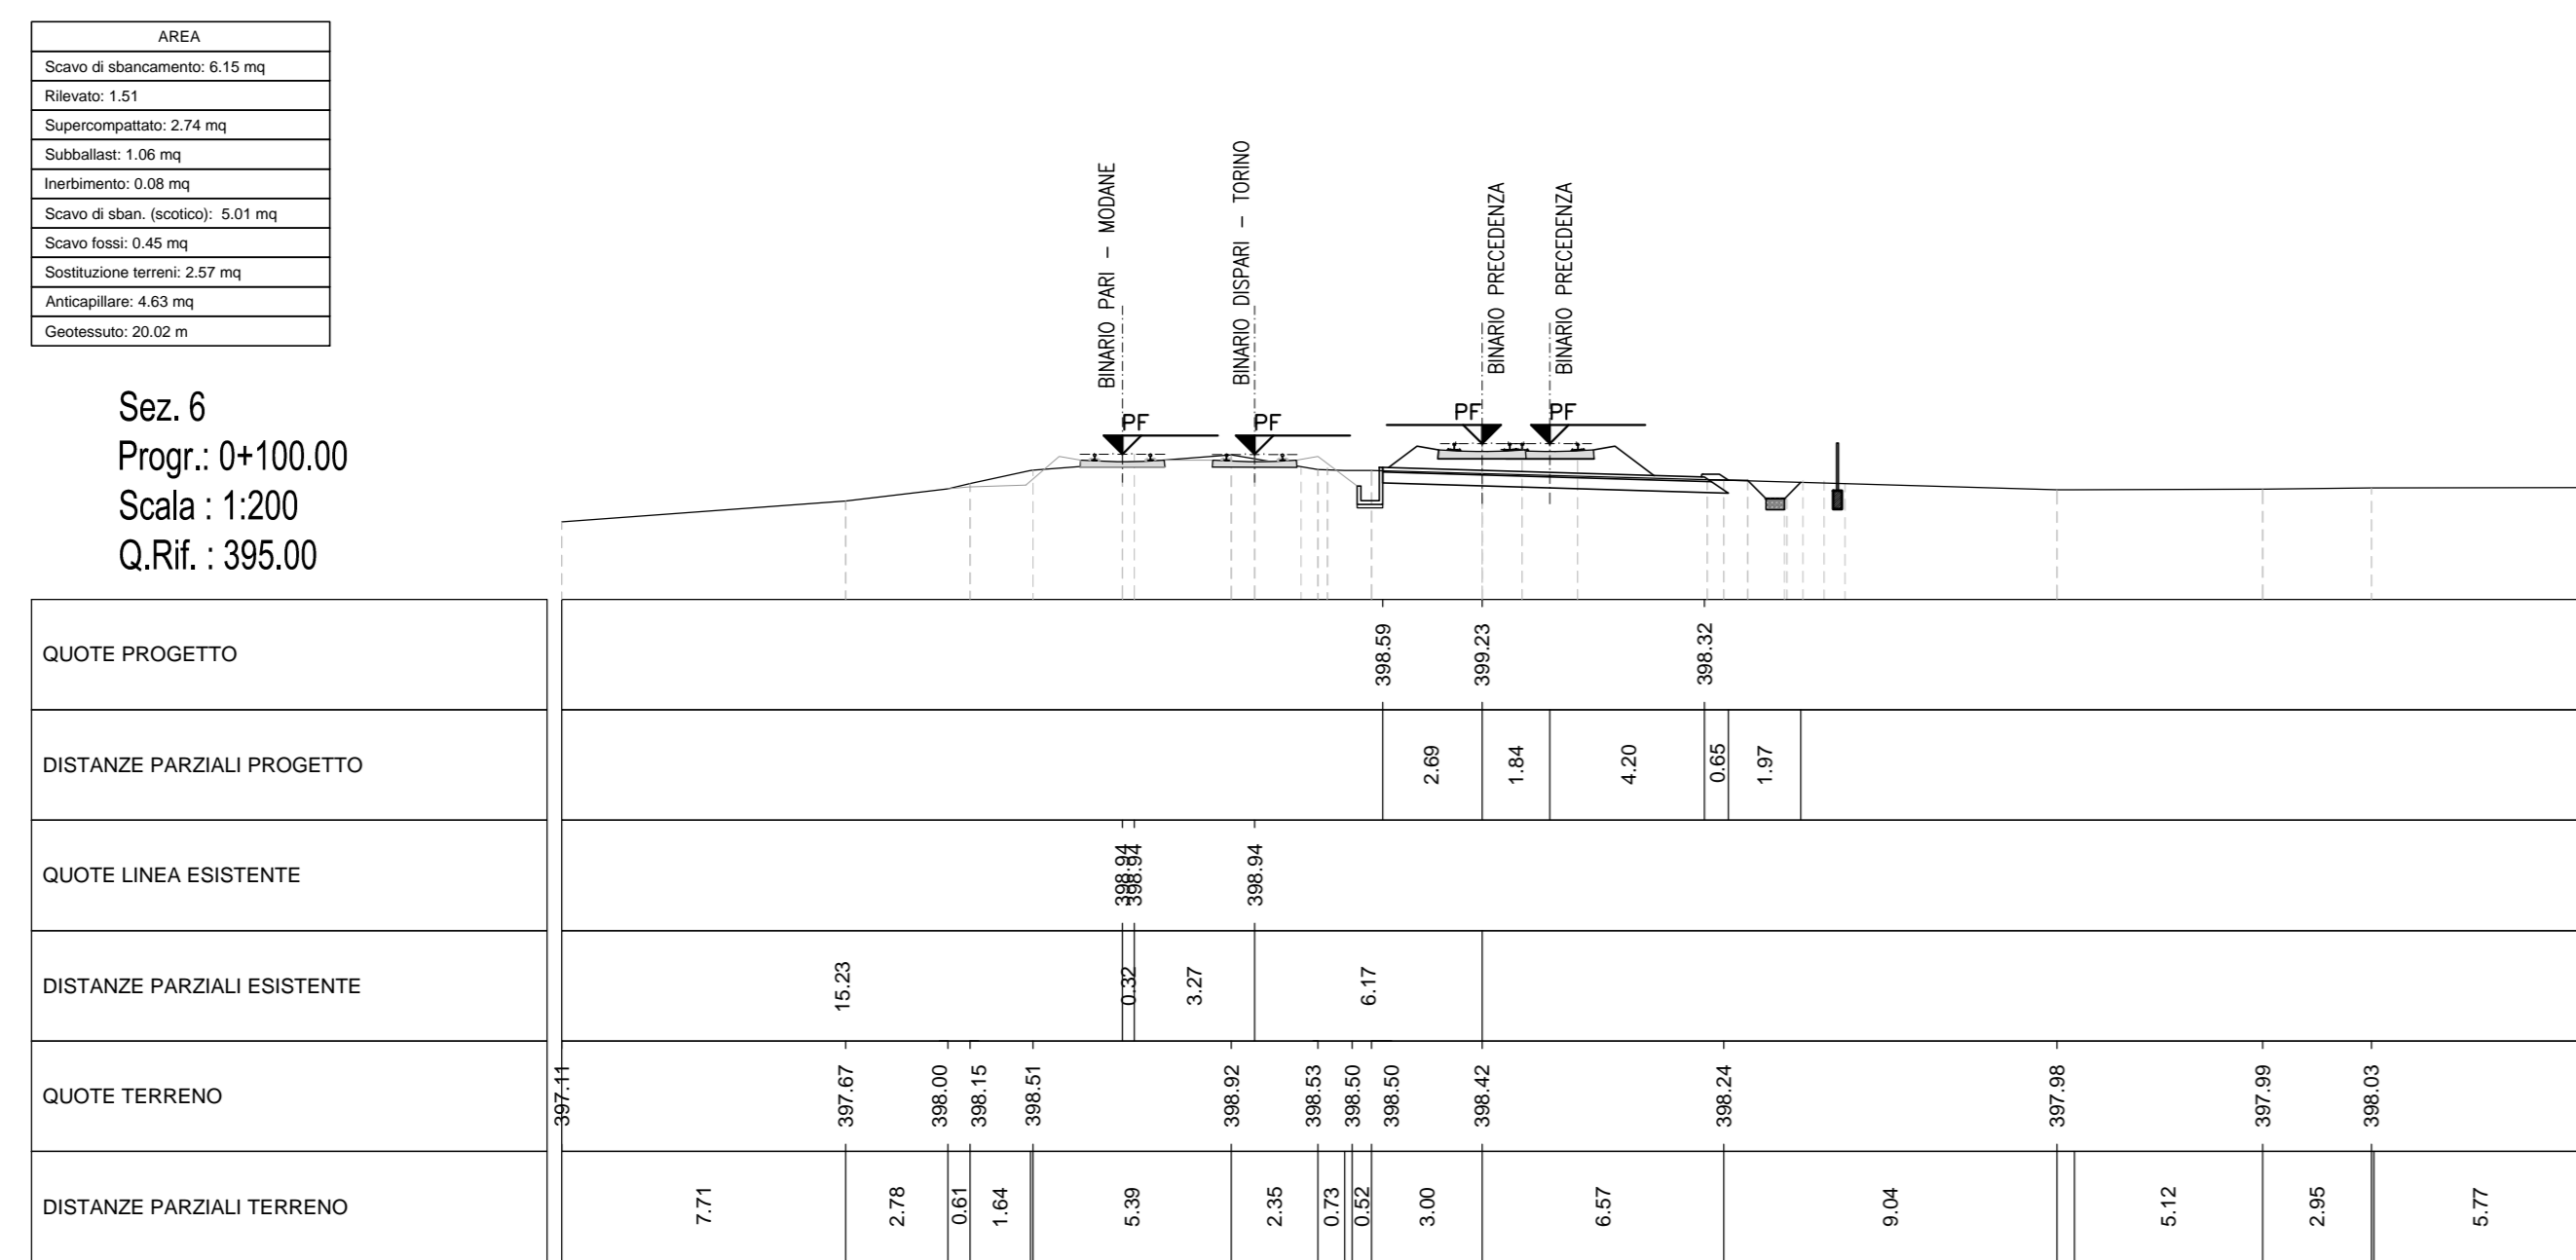 AREA
Scavo di sbancamento: 6.15 mq
Rilevato: 1.51
Supercompattato: 2.74 mq
Subballast: 1.06 mq
Inerbimento: 0.08 mq
Scavo di sban. (scotico): 5.01 mq
Scavo fossi: 0.45 mq
Sostituzione terreni: 2.57 mq
Anticapillare: 4.63 mq
Geotessuto: 20.02 m
Sez. 6
Progr.: 0+100.00
Scala : 1:200
Q.Rif. : 395.00
BINARIO PARI - MODANE
BINARIO DISPARI - TORINO
BINARIO PRECEDENZA
BINARIO PRECEDENZA
PF
PF
PF
PF
QUOTE PROGETTO
398.59
399.23
398.32
DISTANZE PARZIALI PROGETTO
2.69
1.84
4.20
0.65
1.97
QUOTE LINEA ESISTENTE
398.94
398.94
398.94
DISTANZE PARZIALI ESISTENTE
15.23
0.32
3.27
6.17
QUOTE TERRENO
397.11
397.67
398.00
398.15
398.51
398.92
398.53
398.50
398.50
398.42
398.24
397.98
397.99
398.03
DISTANZE PARZIALI TERRENO
7.71
2.78
0.61
1.64
5.39
2.35
0.73
0.52
3.00
6.57
9.04
5.12
2.95
5.77